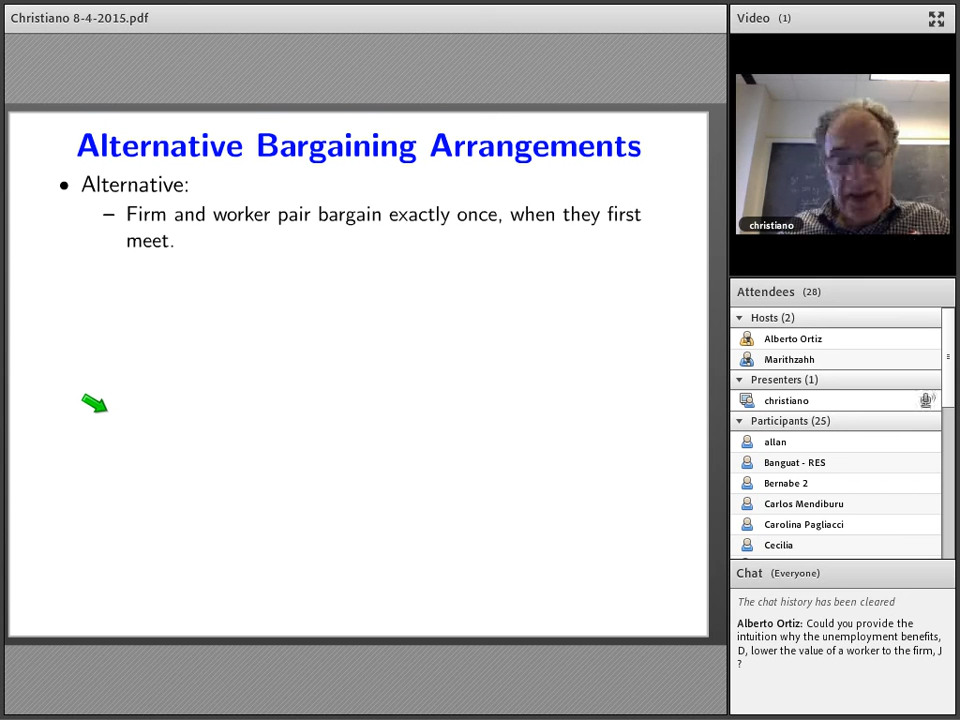 Christiano 8-4-2015.pdf
Alternative Bargaining Arrangements
• Alternative:
– Firm and worker pair bargain exactly once, when they first
meet.
Video (1)
christiano
Attendees (28)
Hosts (2)
Alberto Ortiz
Marithzahh
Presenters (1)
christiano
Participants (25)
allan
Banguat - RES
Bernabe 2
Carlos Mendiburu
Carolina Pagliacci
Cecilia
Chat (Everyone)
The chat history has been cleared
Alberto Ortiz: Could you provide the
intuition why the unemployment benefits,
D, lower the value of a worker to the firm, J
?